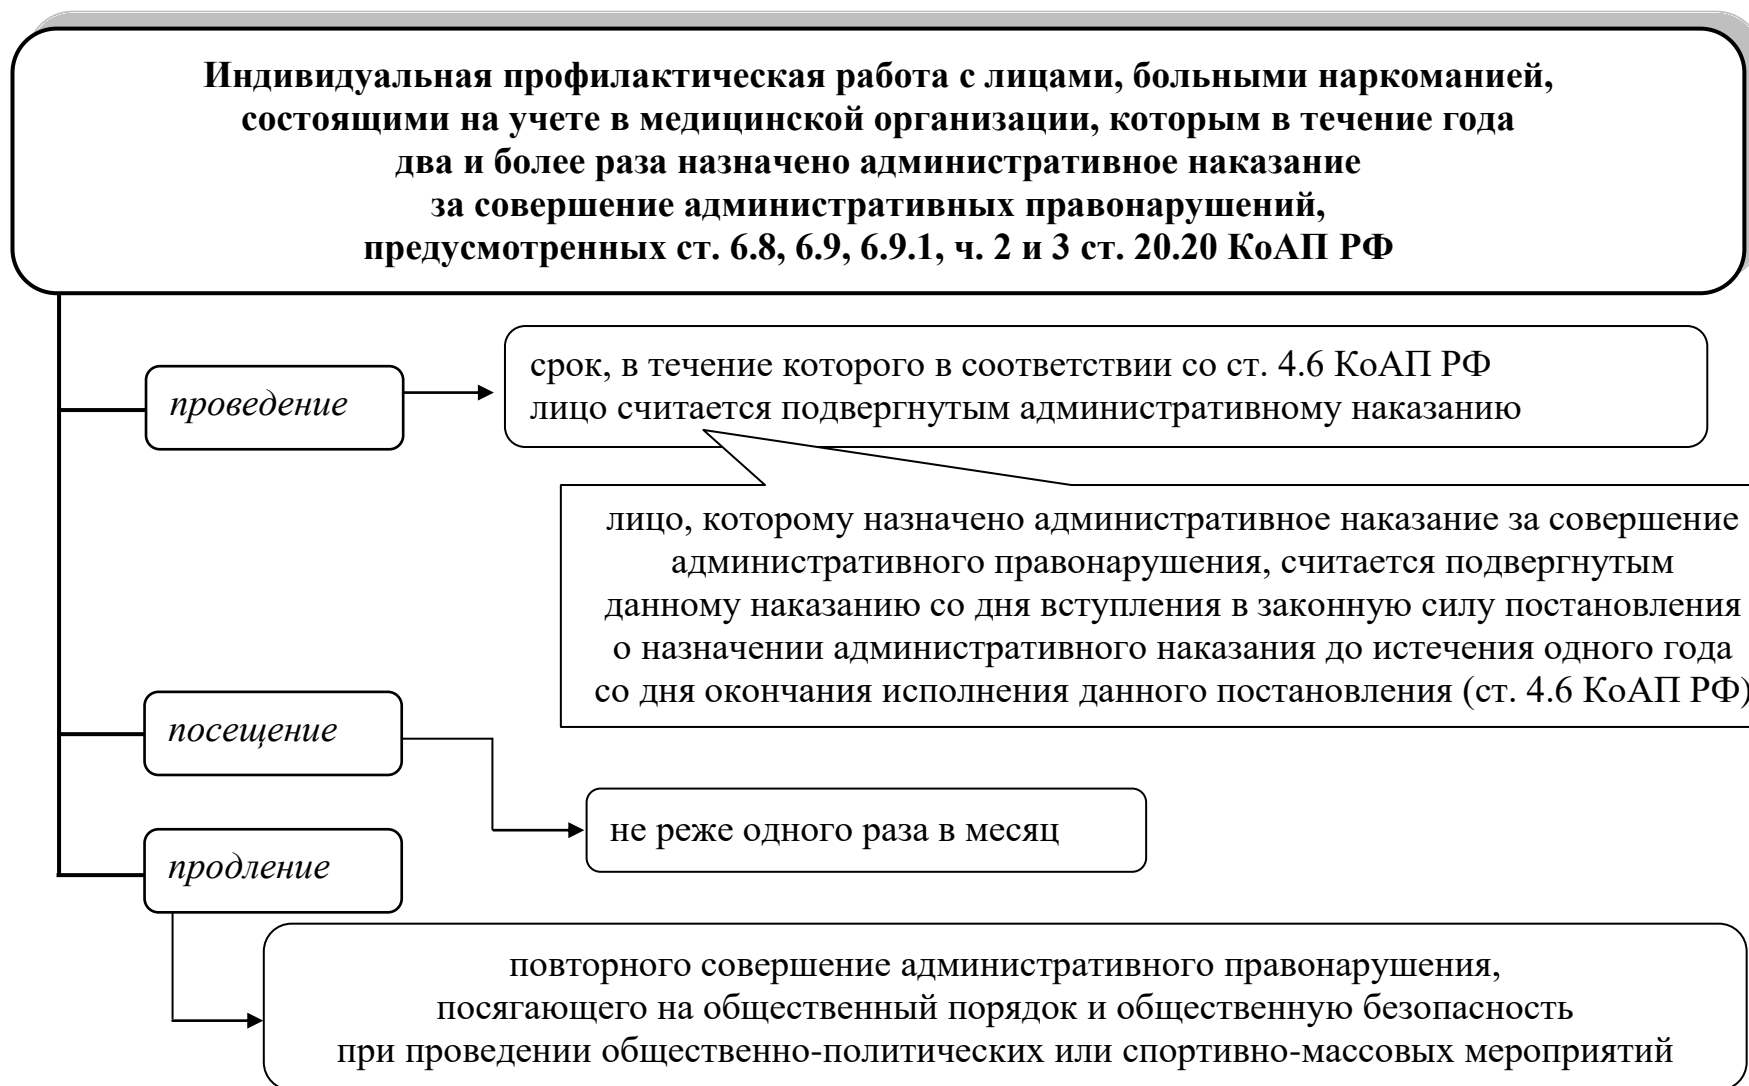 Индивидуальная профилактическая работа с лицами, больными наркоманией,
состоящими на учете в медицинской организации, которым в течение года
два и более раза назначено административное наказание
за совершение административных правонарушений,
предусмотренных ст. 6.8, 6.9, 6.9.1, ч. 2 и 3 ст. 20.20 КоАП РФ
проведение
срок, в течение которого в соответствии со ст. 4.6 КоАП РФ
лицо считается подвергнутым административному наказанию
лицо, которому назначено административное наказание за совершение
административного правонарушения, считается подвергнутым
данному наказанию со дня вступления в законную силу постановления
о назначении административного наказания до истечения одного года
со дня окончания исполнения данного постановления (ст. 4.6 КоАП РФ)
посещение
не реже одного раза в месяц
продление
повторного совершение административного правонарушения,
посягающего на общественный порядок и общественную безопасность
при проведении общественно-политических или спортивно-массовых мероприятий